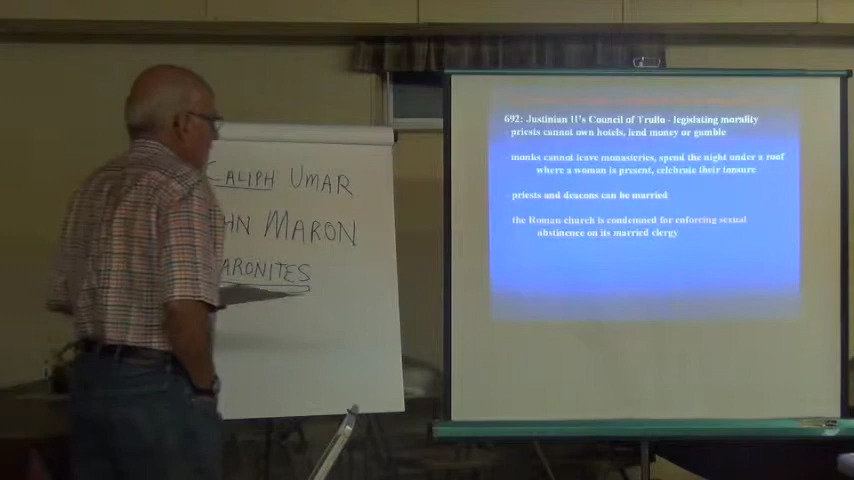 CALIPH UMAR
HN MARON
ARONITES
692: Justinian II's Council of Trullo - legislating morality
priests cannot own hotels, lend money or gamble
monks cannot leave monasteries, spend the night under a roof
where a woman is present, celebrate their tonsure
priests and deacons can be married
the Roman church is condemned for enforcing sexual
abstinence on its married clergy